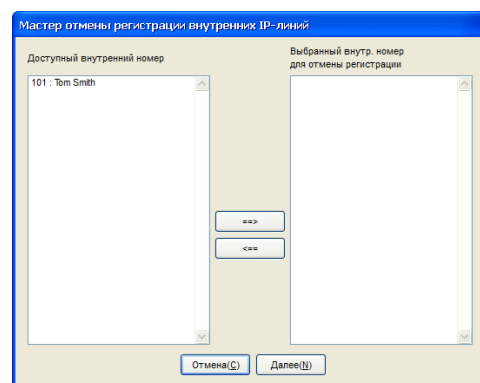 Мастер отмены регистрации внутренних IP-линий
Доступный внутренний номер
Выбранный внутр. номер
для отмены регистрации
101 : Tom Smith
==>
<==
Отмена(C)
Далее(N)